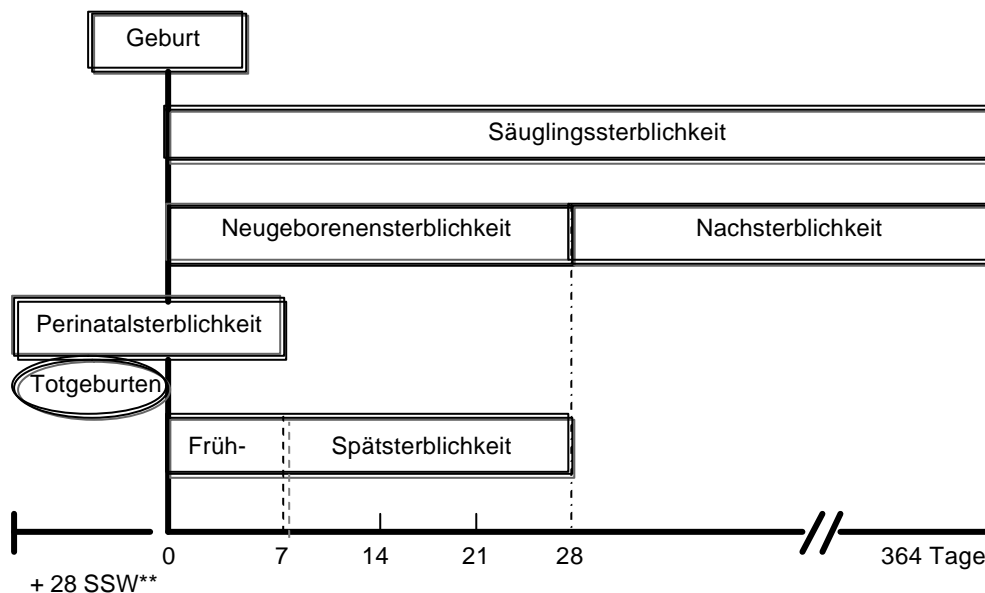 Geburt
Säuglingssterblichkeit
Neugeborenensterblichkeit Nachsterblichkeit
Perinatalsterblichkeit
Totgeburten
Früh- Spätsterblichkeit
0 7 14 21 28 364 Tage
+ 28 SSW**